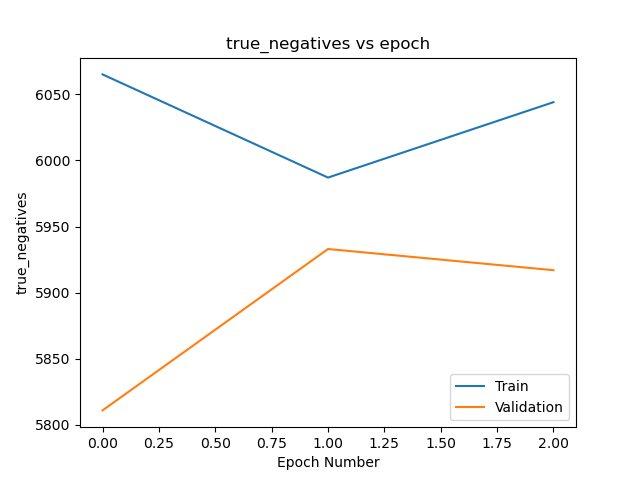 true_negatives vs epoch
true_negatives
6050
6000
5950
5900
5850
5800
0.00 0.25 0.50 0.75 1.00 1.25 1.50 1.75 2.00
Epoch Number
Train
Validation